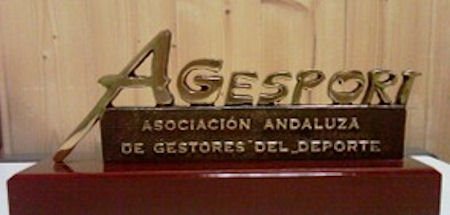 AGESPORT
ASOCIACIÓN ANDALUZA
DE GESTORES DEL DEPORTE